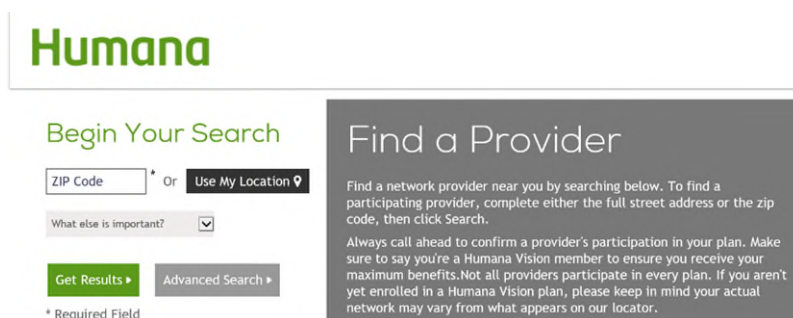 Humana
Begin Your Search
ZIP Code * Or Use My Location
What else is important?
Get Results Advanced Search
* Required Field
Find a Provider
Find a network provider near you by searching below. To find a
participating provider, complete either the full street address or the zip
code, then click Search.
Always call ahead to confirm a provider's participation in your plan. Make
sure to say you're a Humana Vision member to ensure you receive your
maximum benefits.Not all providers participate in every plan. If you aren't
yet enrolled in a Humana Vision plan, please keep in mind your actual
network may vary from what appears on our locator.